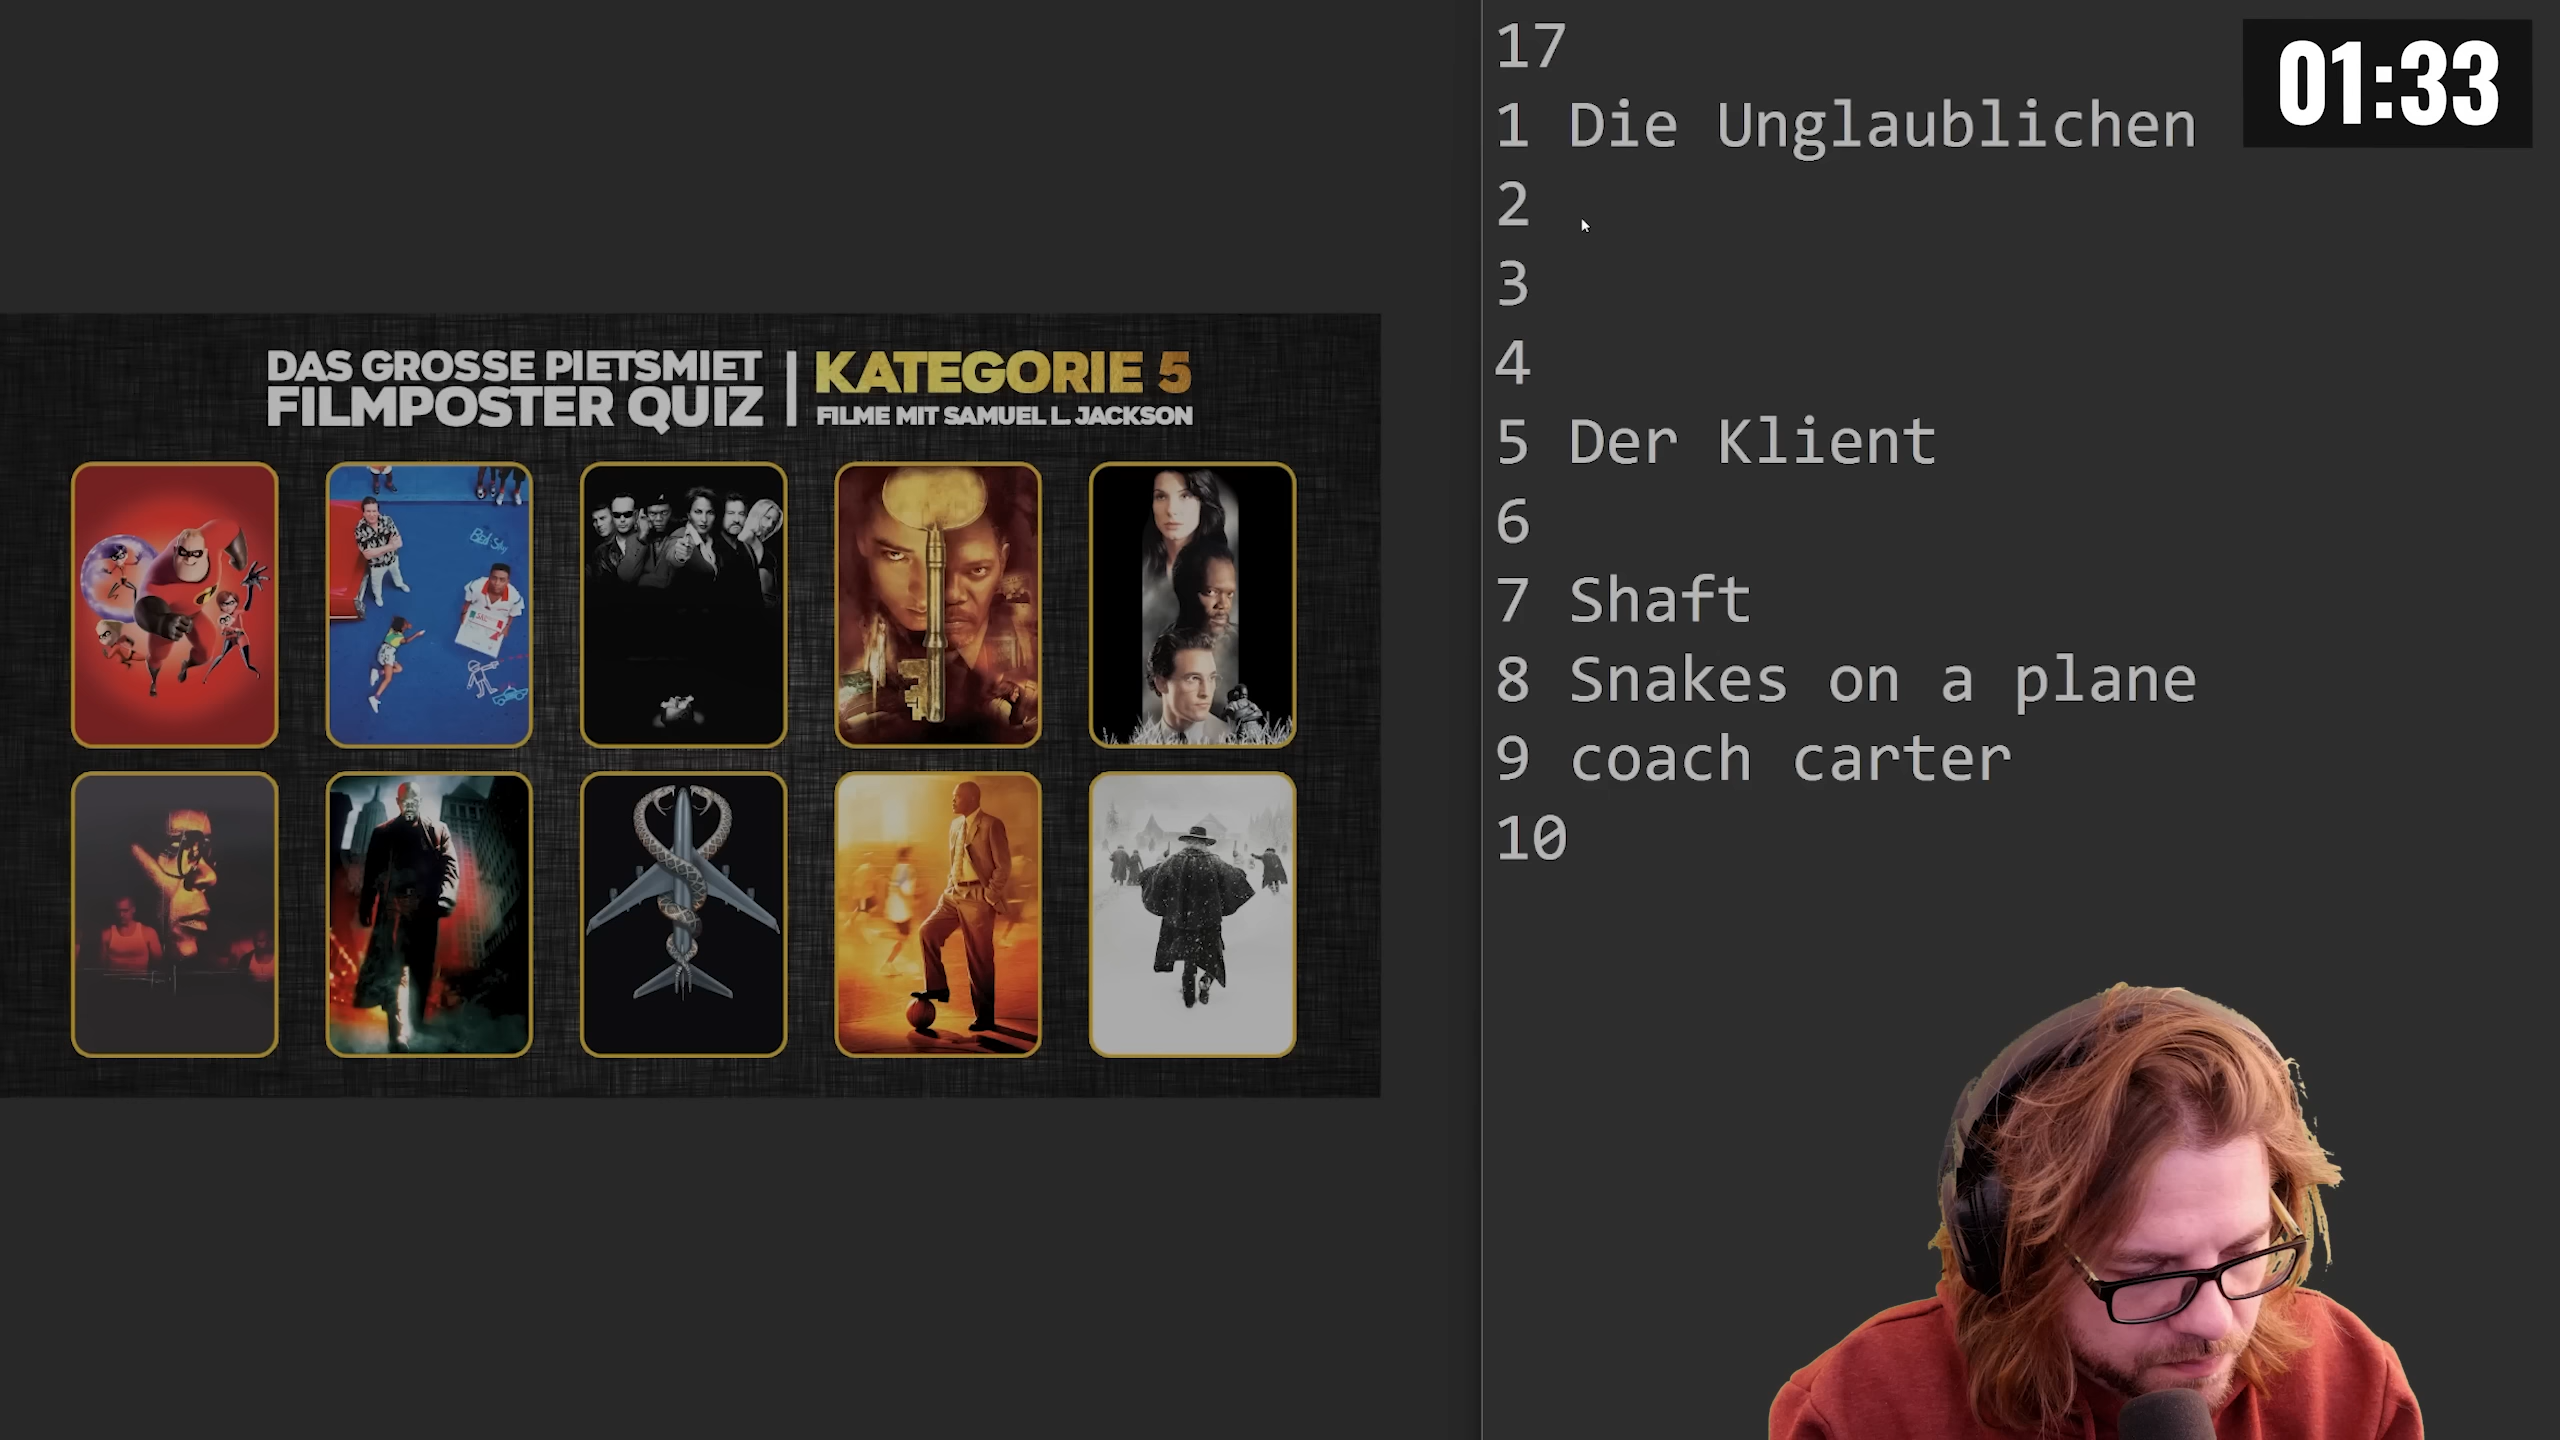 DAS GROSSE PIETSMIET
FILMPOSTER QUIZ
KATEGORIE 5
FILME MIT SAMUEL L. JACKSON
17
1 Die Unglaublichen
2
3
4
5 Der Klient
6
7 Shaft
8 Snakes on a plane
9 coach carter
10
01:33